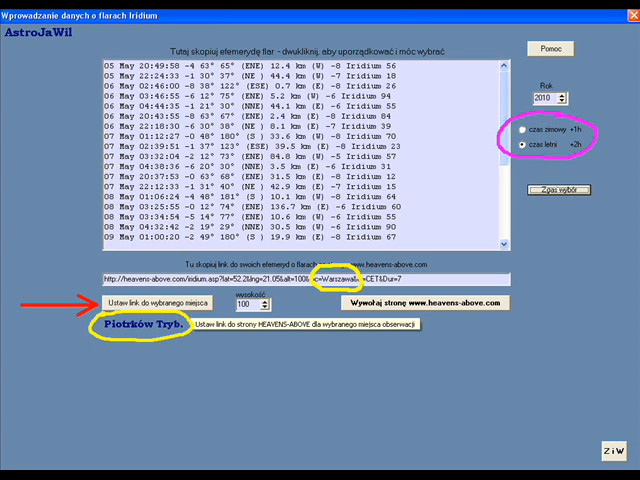 Wprowadzanie danych o flarach Iridium
AstroJaWil
Tutaj skopiuj efemerydę flar - dwukliknij, aby uporządkować i móc wybrać
Pomoc
05 May 20:49:58 -4 63° 65° (ENE) 12.4 km (W) -8 Iridium 56
05 May 22:24:33 -1 30° 37° (NE ) 44.4 km (W) -7 Iridium 18
06 May 02:46:00 -8 38° 122° (ESE) 0.7 km (E) -8 Iridium 26
06 May 03:46:55 -6 12° 75° (ENE) 5.2 km (W) -6 Iridium 94
06 May 04:44:35 -1 21° 30° (NNE) 44.1 km (E) -6 Iridium 55
06 May 20:43:55 -8 63° 67° (ENE) 2.4 km (E) -8 Iridium 84
06 May 22:18:30 -6 30° 38° (NE ) 8.1 km (E) -7 Iridium 39
07 May 01:12:27 -0 48° 180° (S ) 33.6 km (W) -8 Iridium 70
07 May 02:39:51 -1 37° 123° (ESE) 39.5 km (E) -8 Iridium 23
07 May 03:32:04 -2 12° 73° (ENE) 84.8 km (W) -5 Iridium 57
07 May 04:38:36 -6 20° 30° (NNE) 3.5 km (E) -6 Iridium 31
07 May 20:37:53 -0 63° 68° (ENE) 31.5 km (E) -8 Iridium 12
07 May 22:12:33 -1 31° 40° (NE ) 42.9 km (E) -7 Iridium 15
08 May 01:06:24 -4 48° 181° (S ) 10.1 km (W) -8 Iridium 64
08 May 03:25:55 -0 12° 74° (ENE) 136.7 km (E) -6 Iridium 60
08 May 03:34:54 -5 14° 77° (ENE) 10.6 km (E) -6 Iridium 55
08 May 04:32:42 -2 19° 29° (NNE) 30.5 km (W) -6 Iridium 90
09 May 01:00:20 -2 49° 180° (S ) 19.9 km (E) -8 Iridium 67
Rok
2010
czas zimowy +1h
czas letni +2h
Zgaś wybór
Tu skopiuj link do swoich efemeryd o flarach www.heavens-above.com
http://heavens-above.com/iridium.asp?lat=52.2&lng=21.05&alt=100&loc=Warszawa& =CET&Dur=7
Ustaw link do wybranego miejsca
wysokość
100
Wywołaj stronę www.heavens-above.com
Piotrków Tryb.
Ustaw link do strony HEAVENS-ABOVE dla wybranego miejsca obserwacji
Z i W